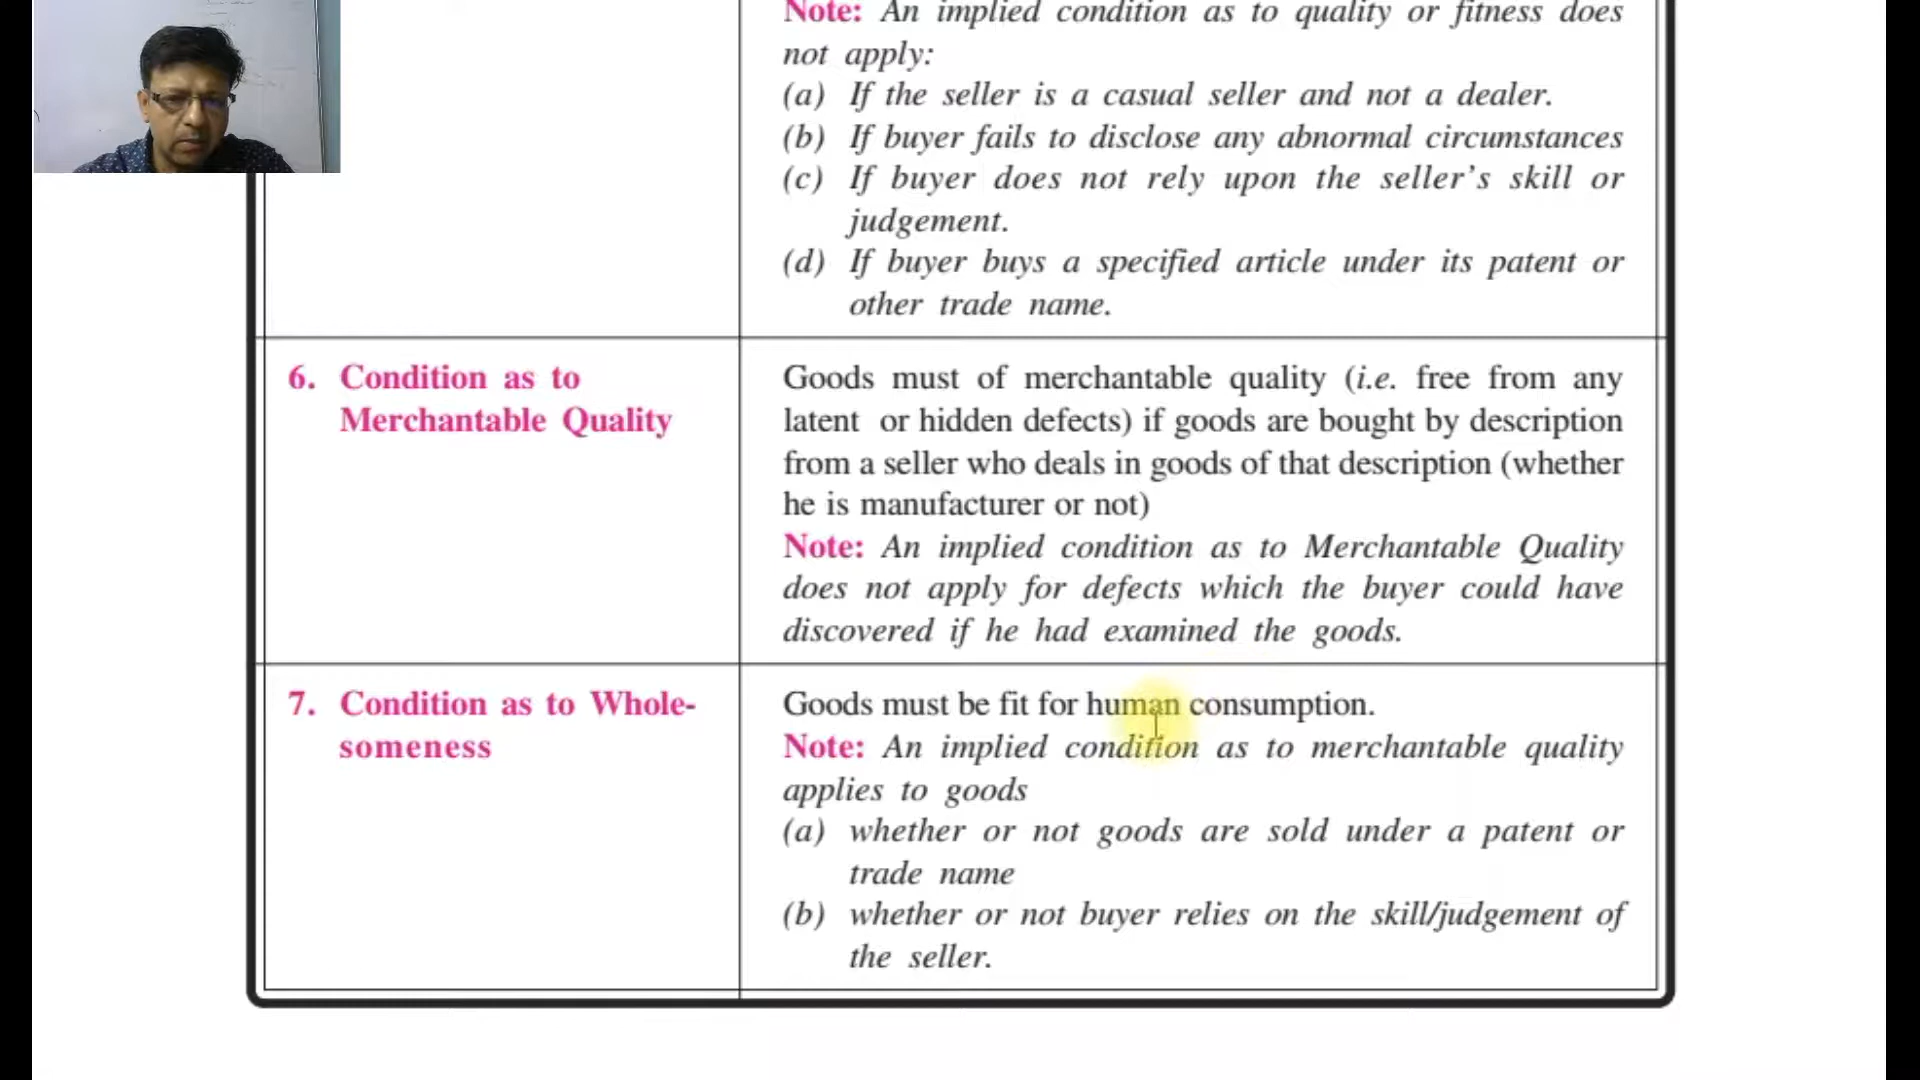 Note: An implied condition as to quality or fitness does
not apply:
(a) If the seller is a casual seller and not a dealer.
(b) If buyer fails to disclose any abnormal circumstances
(c) If buyer does not rely upon the seller's skill or
judgement.
(d) If buyer buys a specified article under its patent or
other trade name.
6. Condition as to
Merchantable Quality
Goods must of merchantable quality (i.e. free from any
latent or hidden defects) if goods are bought by description
from a seller who deals in goods of that description (whether
he is manufacturer or not)
Note: An implied condition as to Merchantable Quality
does not apply for defects which the buyer could have
discovered if he had examined the goods.
7. Condition as to Whole-
someness
Goods must be fit for human consumption.
Note: An implied condition as to merchantable quality
applies to goods
(a) whether or not goods are sold under a patent or
trade name
(b) whether or not buyer relies on the skill/judgement of
the seller.